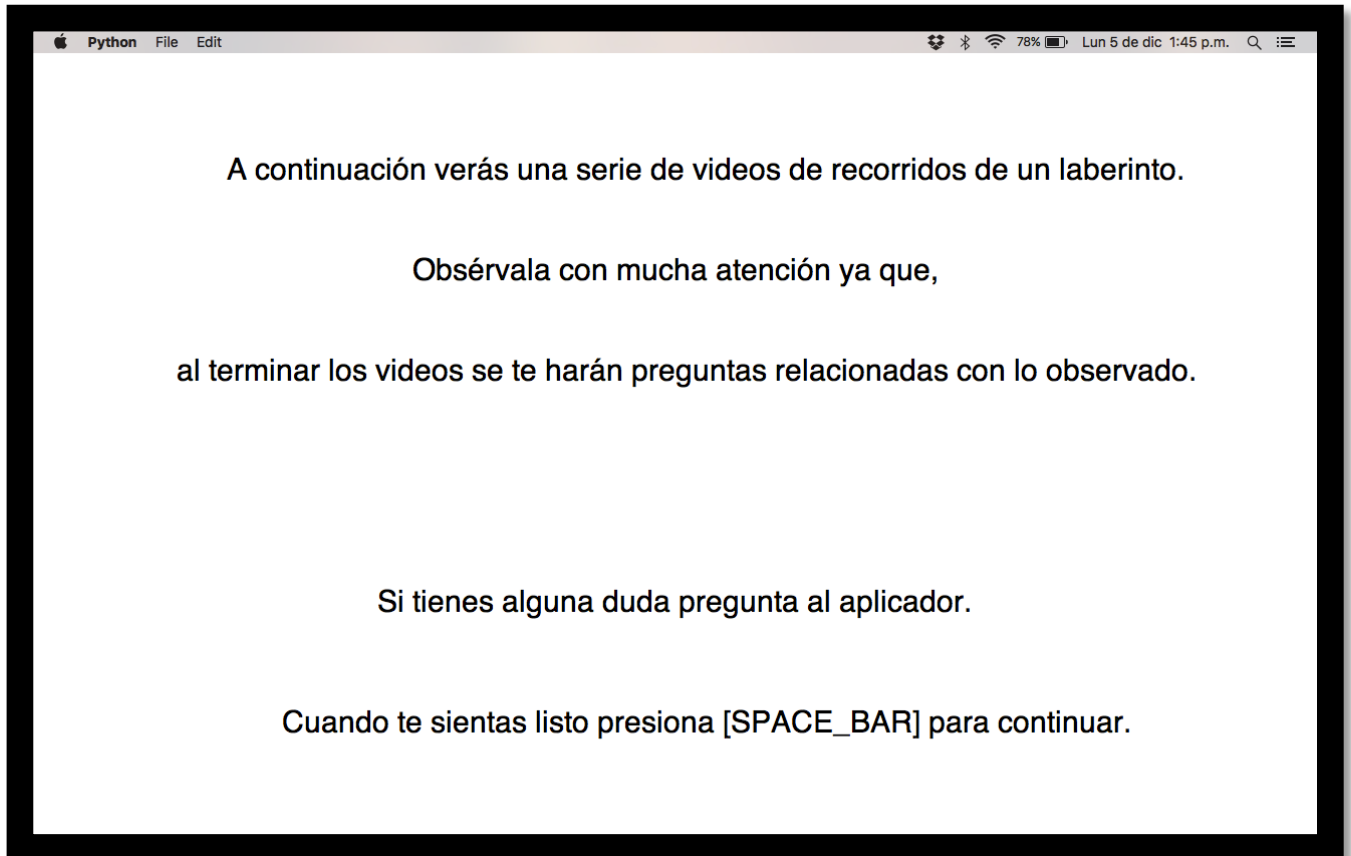 Python File Edit 78% Lun 5 de dic 1:45 p.m.
A continuación verás una serie de videos de recorridos de un laberinto.
Obsérvala con mucha atención ya que,
al terminar los videos se te harán preguntas relacionadas con lo observado.
Si tienes alguna duda pregunta al aplicador.
Cuando te sientas listo presiona [SPACE_BAR] para continuar.